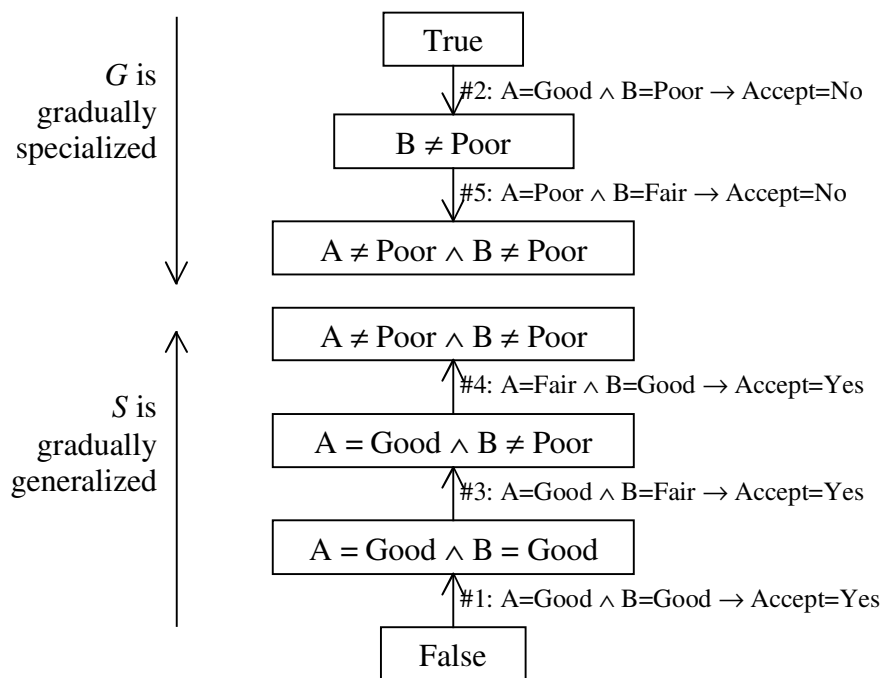 True
G is
gradually
specialized
#2: A=Good ∧ B=Poor → Accept=No
B ≠ Poor
#5: A=Poor ∧ B=Fair → Accept=No
A ≠ Poor ∧ B ≠ Poor
A ≠ Poor ∧ B ≠ Poor
#4: A=Fair ∧ B=Good → Accept=Yes
S is
gradually
generalized
A = Good ∧ B ≠ Poor
#3: A=Good ∧ B=Fair → Accept=Yes
A = Good ∧ B = Good
#1: A=Good ∧ B=Good → Accept=Yes
False